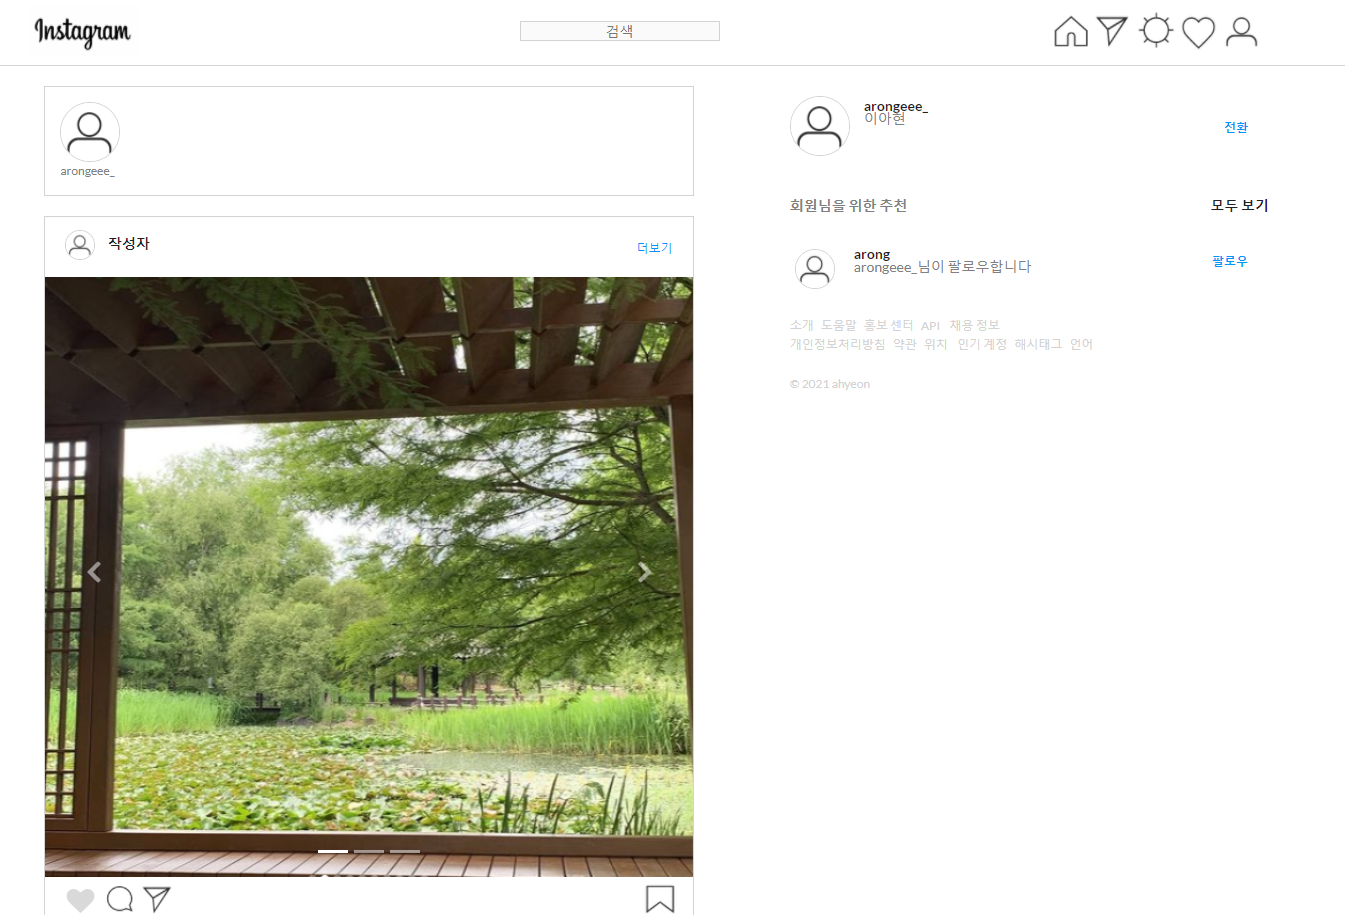 Instagram
검색
arongeee_
작성자
더보기
arongeee_
이아현
전환
회원님을 위한 추천
모두 보기
arong
arongeee_님이 팔로우합니다
팔로우
소개 도움말 홍보 센터 API 채용 정보
개인정보처리방침 약관 위치 인기 계정 해시태그 언어
© 2021 ahyeon